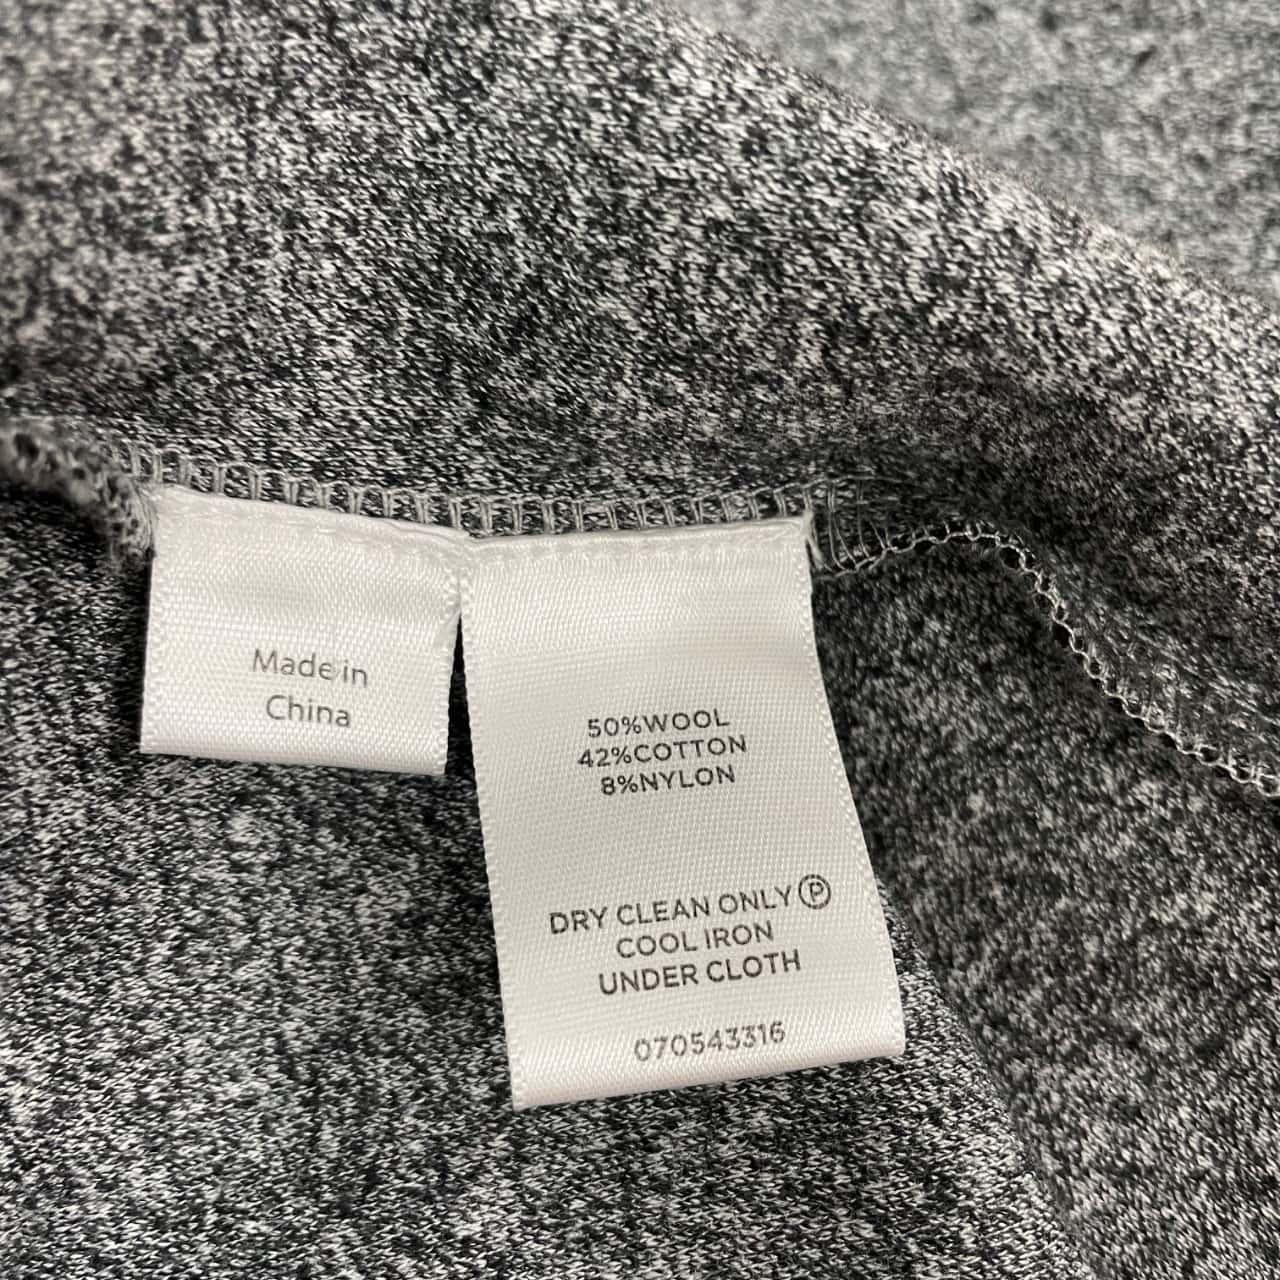 Made in
China
50%WOOL
42%COTTON
8%NYLON
DRY CLEAN ONLY Ⓟ
COOL IRON
UNDER CLOTH
070543316